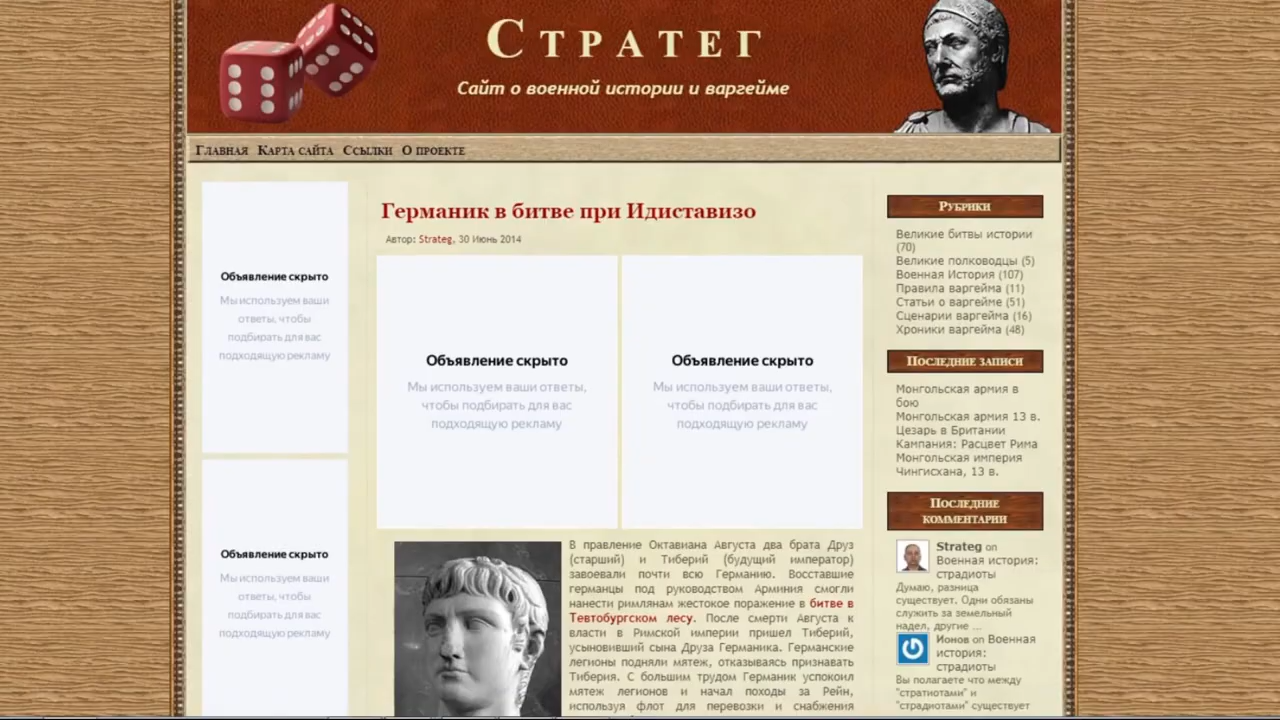 Стратег
Сайт о военной истории и варгейме
Главная Карта сайта Ссылки О проекте
Объявление скрыто
Мы используем ваши
ответы, чтобы
подбирать для вас
подходящую рекламу
Объявление скрыто
Мы используем ваши
ответы, чтобы
подбирать для вас
подходящую рекламу
Германик в битве при Идиставизо
Автор: Strateg, 30 Июнь 2014
Объявление скрыто
Мы используем ваши ответы,
чтобы подбирать для вас
подходящую рекламу
Объявление скрыто
Мы используем ваши ответы,
чтобы подбирать для вас
подходящую рекламу
В правление Октавиана Августа два брата Друз
(старший) и Тиберий (будущий император)
завоевали почти всю Германию. Восставшие
германцы под руководством Арминия смогли
нанести римлянам жестокое поражение в битве в
Тевтобургском лесу. После смерти Августа к
власти в Римской империи пришел Тиберий,
усыновивший сына Друза Германика. Германские
легионы подняли мятеж, отказываясь признавать
Тиберия. С большим трудом Германик успокоил
мятеж легионов и начал походы за Рейн,
используя флот для перевозки и снабжения
Рубрики
Великие битвы истории
(70)
Великие полководцы (5)
Военная История (107)
Правила варгейма (11)
Статьи о варгейме (51)
Сценарии варгейма (16)
Хроники варгейма (48)
Последние записи
Монгольская армия в
бою
Монгольская армия 13 в.
Цезарь в Британии
Кампания: Расцвет Рима
Монгольская империя
Чингисхана, 13 в.
Последние
комментарии
Strateg on
Военная история:
страдиоты
Думаю, разница
существует. Одни обязаны
служить за земельный
надел, другие ...
Ионов on Военная
история:
страдиоты
Вы полагаете что между
"стратиотами" и
"страдиотами" существует